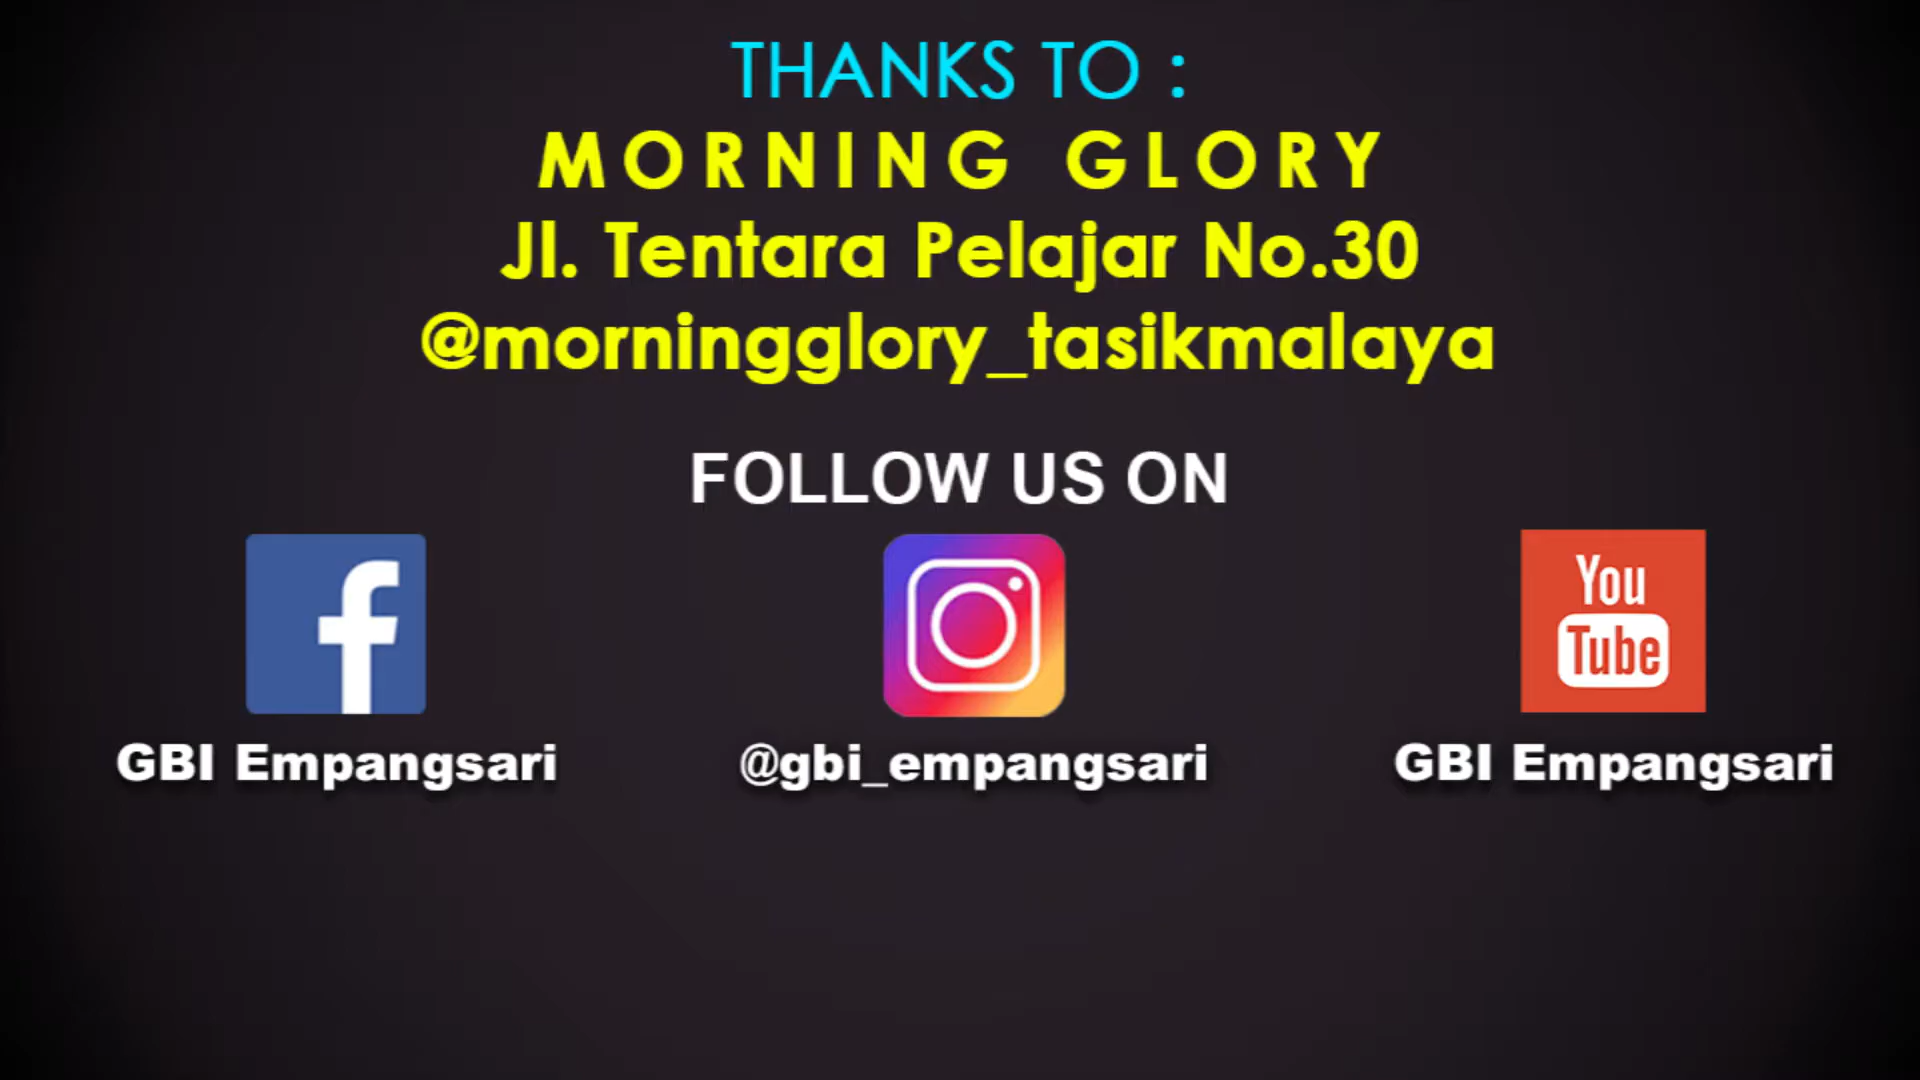 THANKS TO :
MORNING GLORY
Jl. Tentara Pelajar No.30
@morningglory_tasikmalaya
FOLLOW US ON
You
Tube
GBI Empangsari
@gbi_empangsari
GBI Empangsari